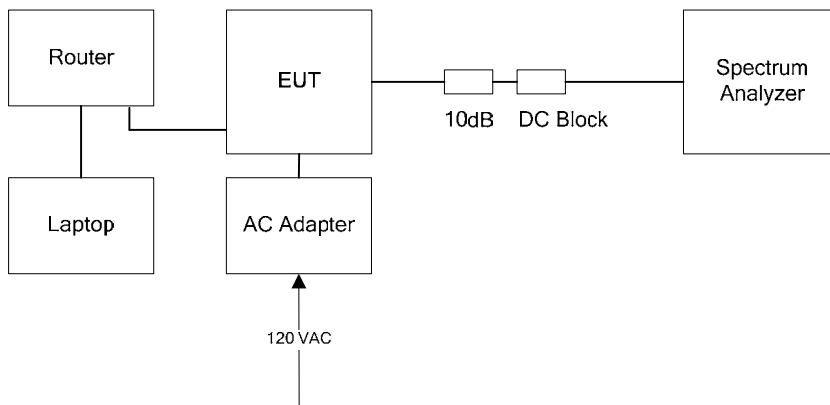 Router
EUT
Spectrum
Analyzer
10dB
DC Block
Laptop
AC Adapter
120 VAC